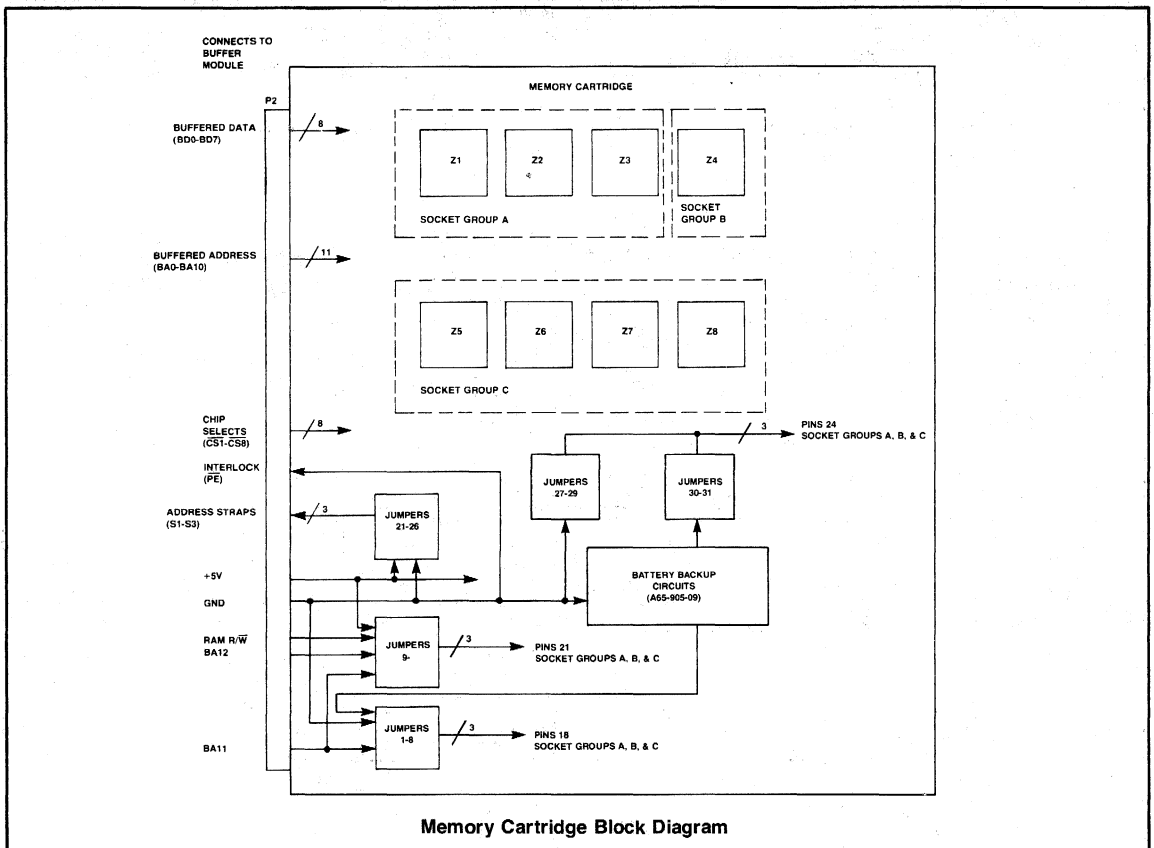 CONNECTS TO
BUFFER
MODULE
P2
MEMORY CARTRIDGE
BUFFERED DATA
(BD0-BD7)
8
Z1
Z2
Z3
Z4
SOCKET GROUP A
SOCKET
GROUP B
BUFFERED ADDRESS
(BA0-BA10)
11
Z5
Z6
Z7
Z8
SOCKET GROUP C
CHIP
SELECTS
(C̅S̅1̅-C̅S̅8̅)
8
3
PINS 24
SOCKET GROUPS A, B, & C
INTERLOCK
(P̅E̅)
JUMPERS
27-29
JUMPERS
30-31
ADDRESS STRAPS
(S1-S3)
3
JUMPERS
21-26
+5V
GND
BATTERY BACKUP
CIRCUITS
(A65-905-09)
RAM R/W̅
BA12
JUMPERS
9-
3
PINS 21
SOCKET GROUPS A, B, & C
BA11
JUMPERS
1-8
3
PINS 18
SOCKET GROUPS A, B, & C
Memory Cartridge Block Diagram